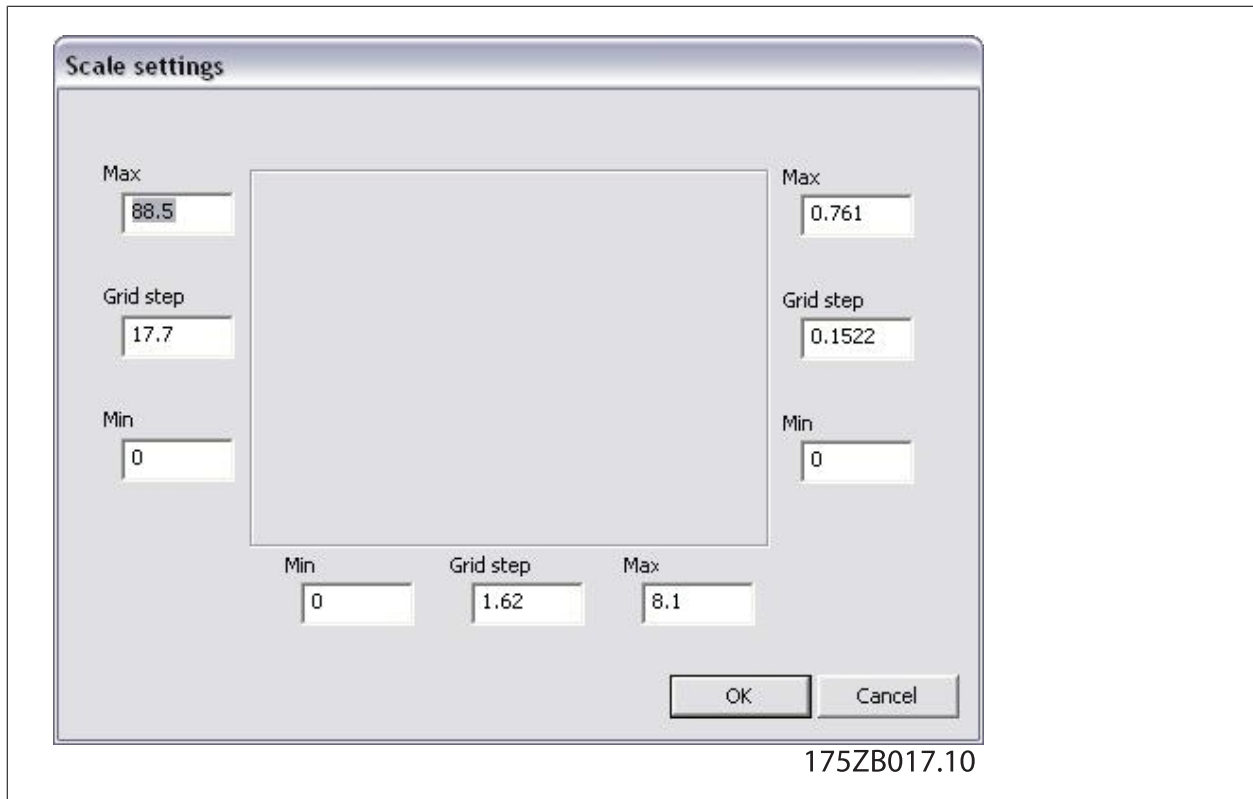 Scale settings
Max
88.5
Grid step
17.7
Min
0
Max
0.761
Grid step
0.1522
Min
0
Min
0
Grid step
1.62
Max
8.1
OK
Cancel
175ZB017.10